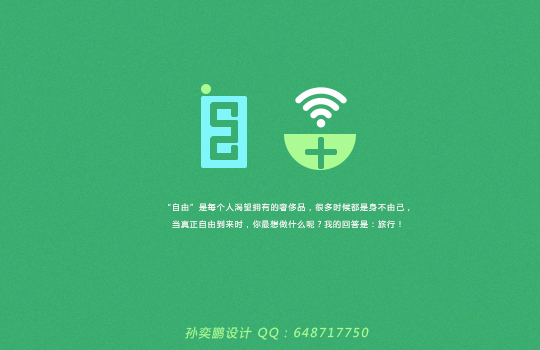 “自由”是每个人渴望拥有的奢侈品，很多时候都是身不由己，
当真正自由到来时，你最想做什么呢？我的回答是：旅行！
孙奕鹏设计 QQ：648717750